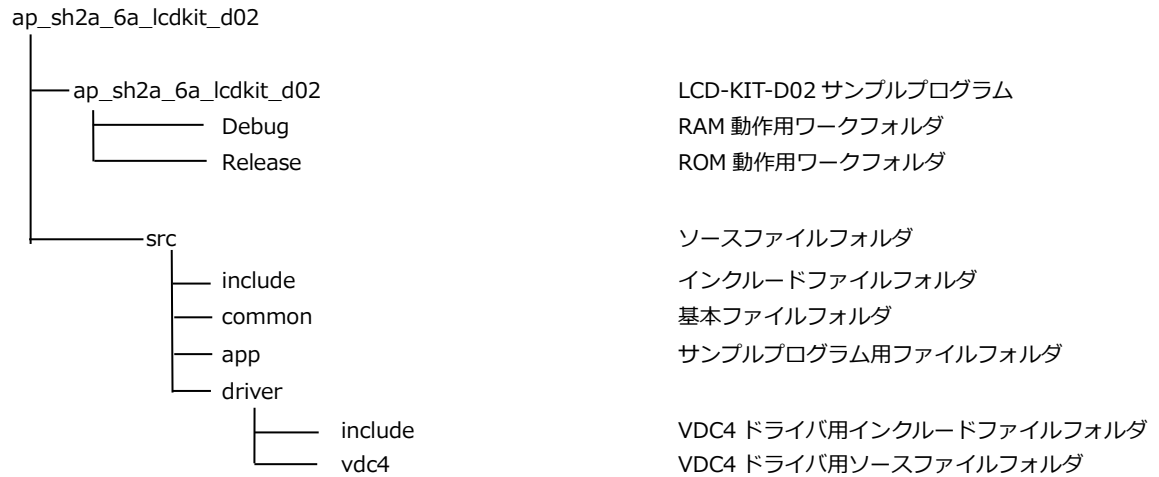 ap_sh2a_6a_lcdkit_d02
ap_sh2a_6a_lcdkit_d02 LCD-KIT-D02 サンプルプログラム
Debug RAM 動作用ワークフォルダ
Release ROM 動作用ワークフォルダ
src ソースファイルフォルダ
include インクルードファイルフォルダ
common 基本ファイルフォルダ
app サンプルプログラム用ファイルフォルダ
driver
include VDC4 ドライバ用インクルードファイルフォルダ
vdc4 VDC4 ドライバ用ソースファイルフォルダ